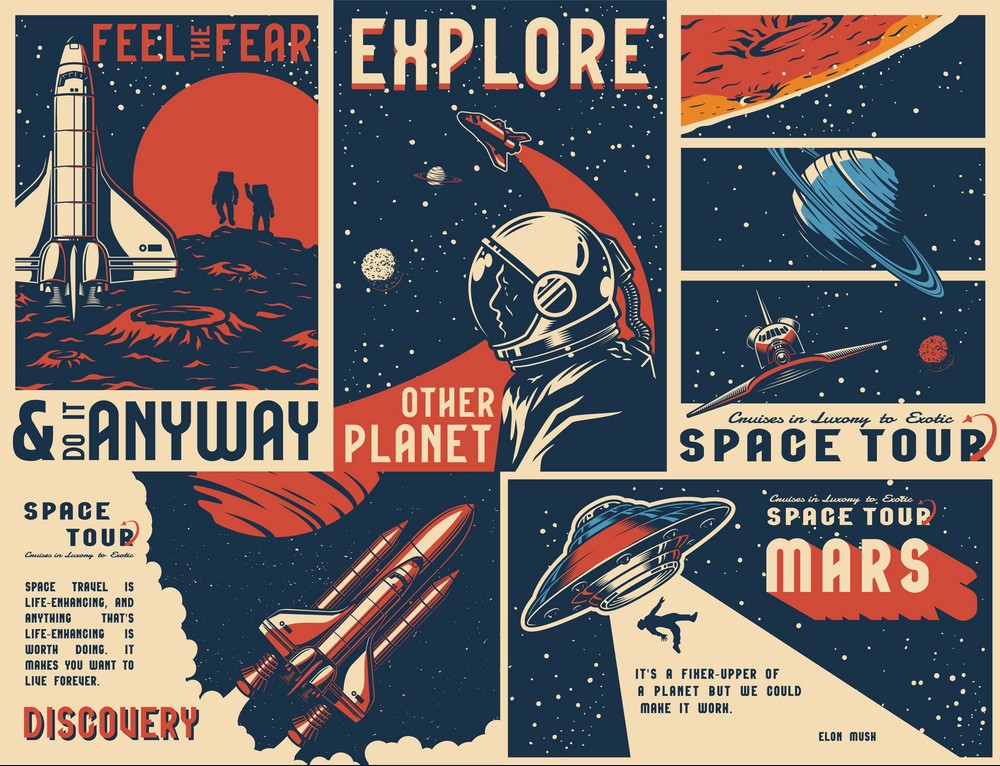 FEEL THE FEAR
& DO IT ANYWAY
EXPLORE
OTHER
PLANET
Cruises in Luxory to Exotic
SPACE TOUR
SPACE
TOUR
Cruises in Luxory to Exotic
SPACE TRAVEL IS
LIFE-ENHANCING, AND
ANYTHING THAT'S
LIFE-ENHANCING IS
WORTH DOING. IT
MAKES YOU WANT TO
LIVE FOREVER.
DISCOVERY
Cruises in Luxory to Exotic
SPACE TOUR
MARS
IT'S A FIXER-UPPER OF
A PLANET BUT WE COULD
MAKE IT WORK.
ELON MUSK